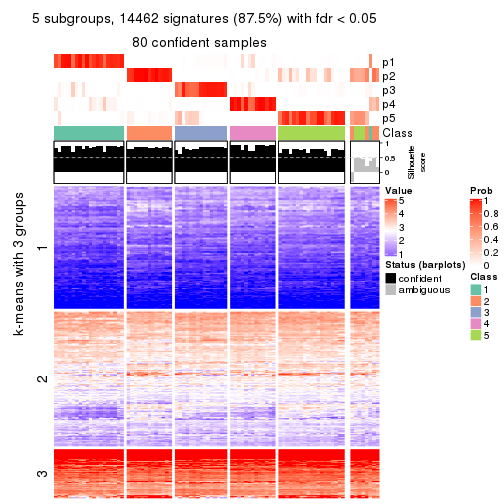 5 subgroups, 14462 signatures (87.5%) with fdr < 0.05
80 confident samples
p1
p2
p3
p4
p5
Class
1
0.5
0
Silhouette
score
k-means with 3 groups
1
2
3
Value
5
4
3
2
1
Status (barplots)
confident
ambiguous
Prob
1
0.8
0.6
0.4
0.2
0
Class
1
2
3
4
5